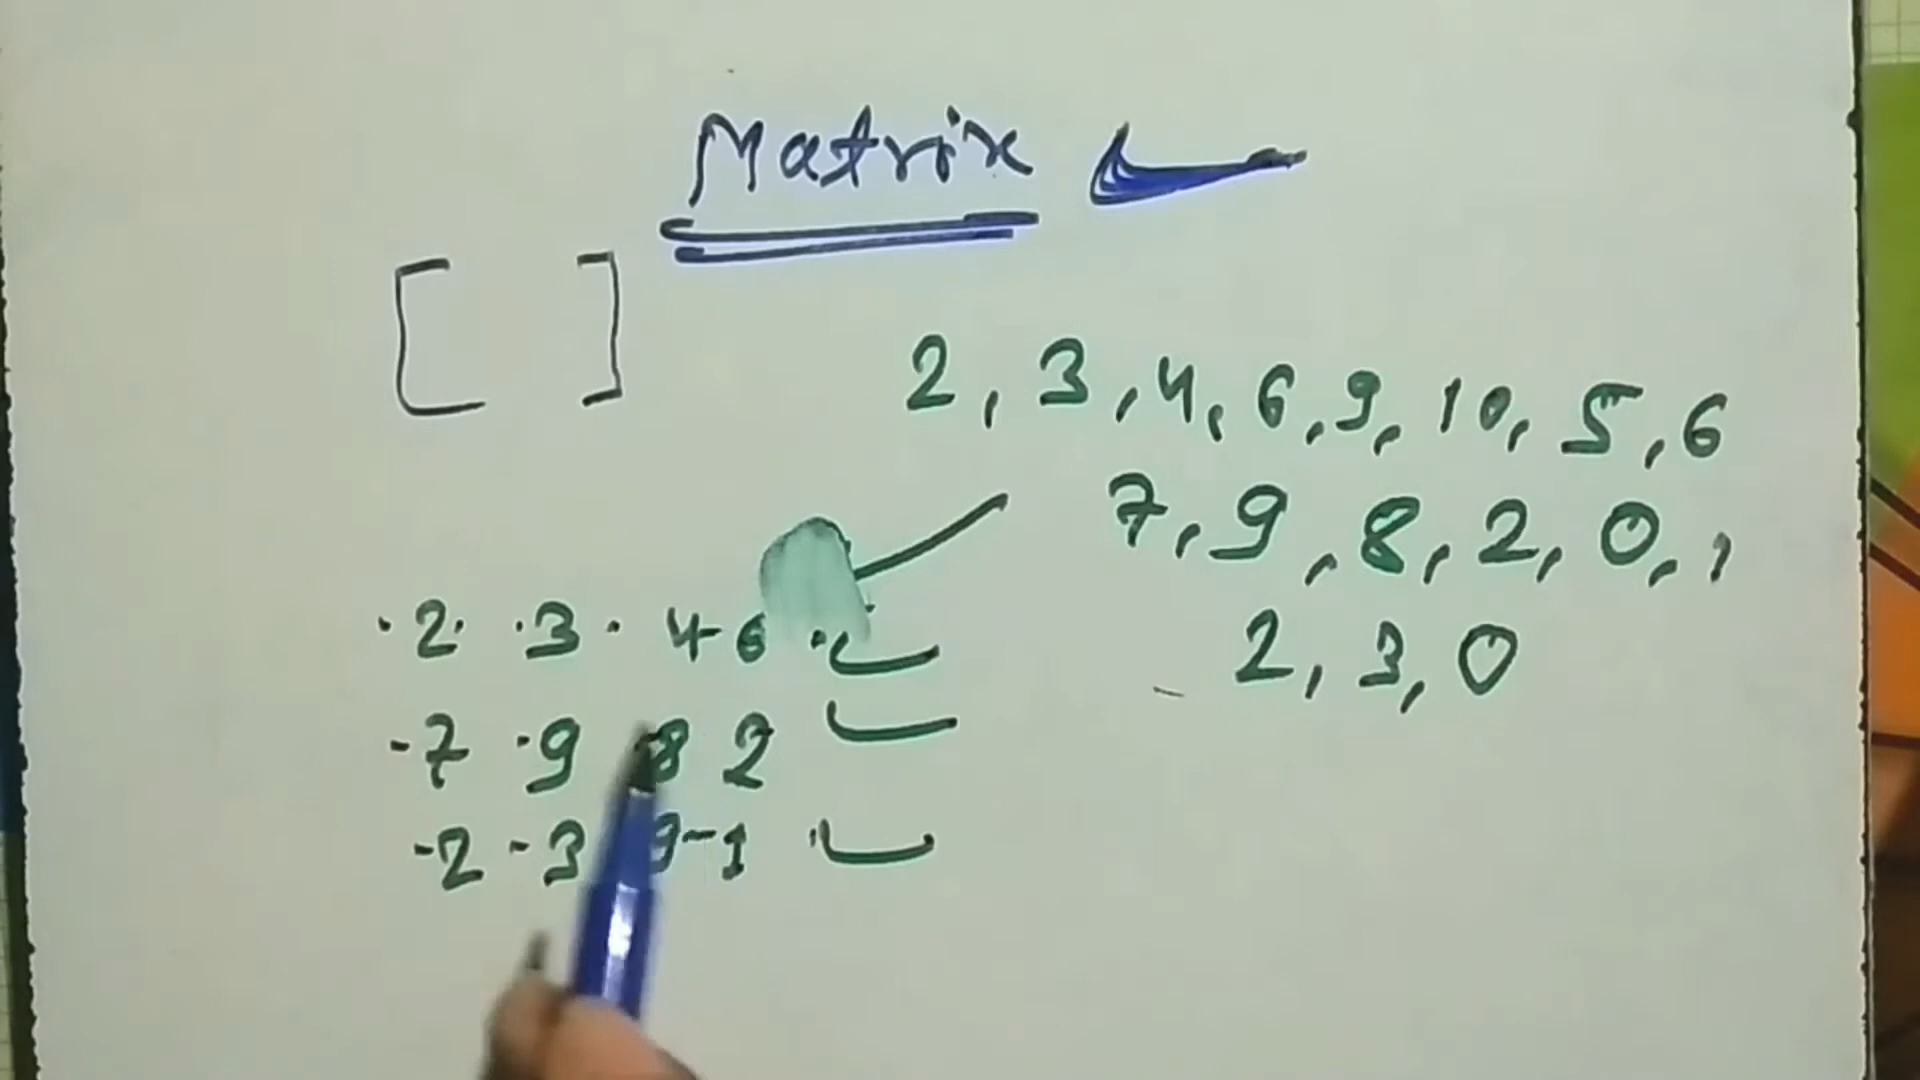 Matrix
[ ]
2, 3, 4, 6, 9, 10, 5, 6
7, 9, 8, 2, 0, 1
2, 3, 0
2 3 4 6
7 9 8 2
2 3 9 1